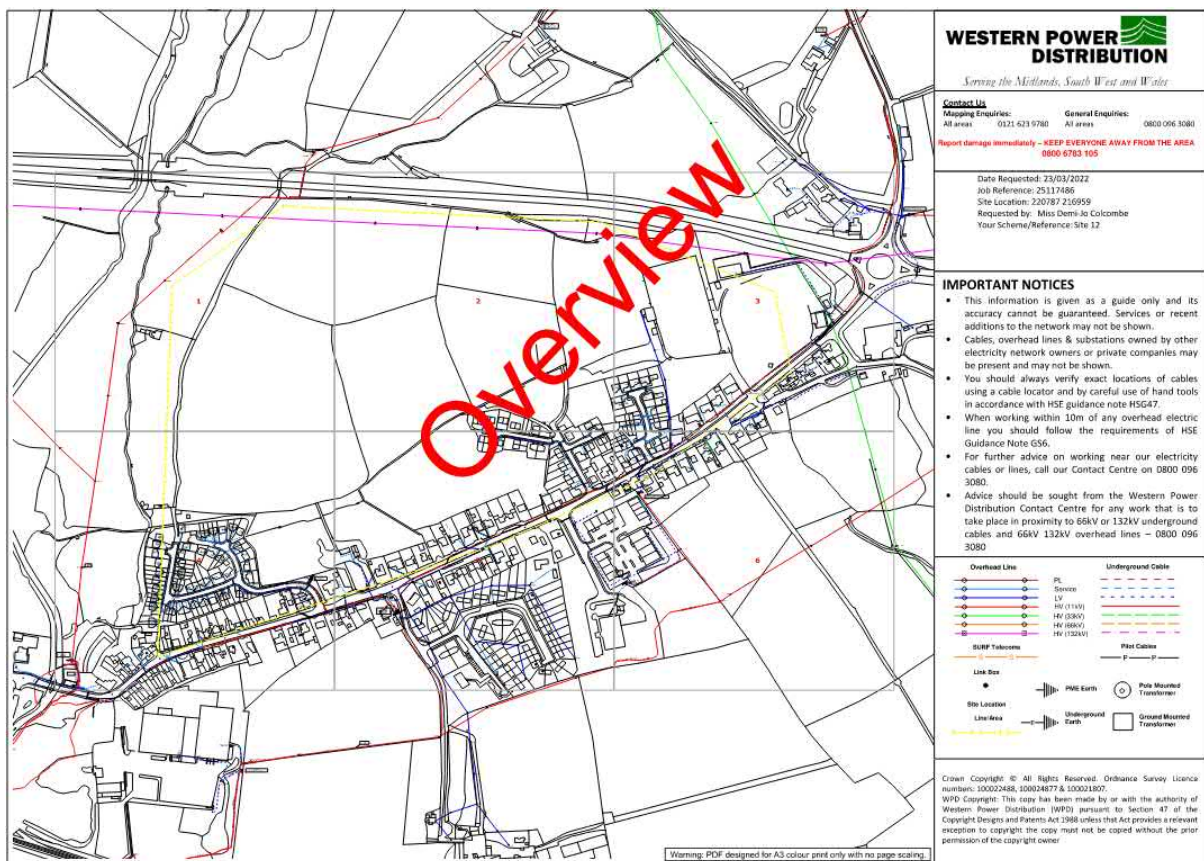 Overview
1
2
3
6
Warning: PDF designed for A3 colour print only with no page scaling.
WESTERN POWER
DISTRIBUTION
Serving the Midlands, South West and Wales
Contact Us
Mapping Enquiries: General Enquiries:
All areas 0121 623 9780 All areas 0800 096 3080
Report damage immediately – KEEP EVERYONE AWAY FROM THE AREA
0800 6783 105
Date Requested: 23/03/2022
Job Reference: 25117486
Site Location: 220787 216959
Requested by: Miss Demi-Jo Colcombe
Your Scheme/Reference: Site 12
IMPORTANT NOTICES
• This information is given as a guide only and its
accuracy cannot be guaranteed. Services or recent
additions to the network may not be shown.
• Cables, overhead lines & substations owned by other
electricity network owners or private companies may
be present and may not be shown.
• You should always verify exact locations of cables
using a cable locator and by careful use of hand tools
in accordance with HSE guidance note HSG47.
• When working within 10m of any overhead electric
line you should follow the requirements of HSE
Guidance Note GS6.
• For further advice on working near our electricity
cables or lines, call our Contact Centre on 0800 096
3080.
• Advice should be sought from the Western Power
Distribution Contact Centre for any work that is to
take place in proximity to 66kV or 132kV underground
cables and 66kV 132kV overhead lines – 0800 096
3080
Overhead Line Underground Cable
PL
Service
LV
HV (11kV)
HV (33kV)
HV (66kV)
HV (132kV)
SURF Telecoms Pilot Cables
S S P P
Link Box
PME Earth Pole Mounted
Transformer
Site Location
Line/Area Underground
Earth Ground Mounted
Transformer
Crown Copyright © All Rights Reserved. Ordnance Survey Licence
numbers: 100022488, 100024877 & 100021807.
WPD Copyright: This copy has been made by or with the authority of
Western Power Distribution (WPD) pursuant to Section 47 of the
Copyright Designs and Patents Act 1988 unless that Act provides a relevant
exception to copyright the copy must not be copied without the prior
permission of the copyright owner